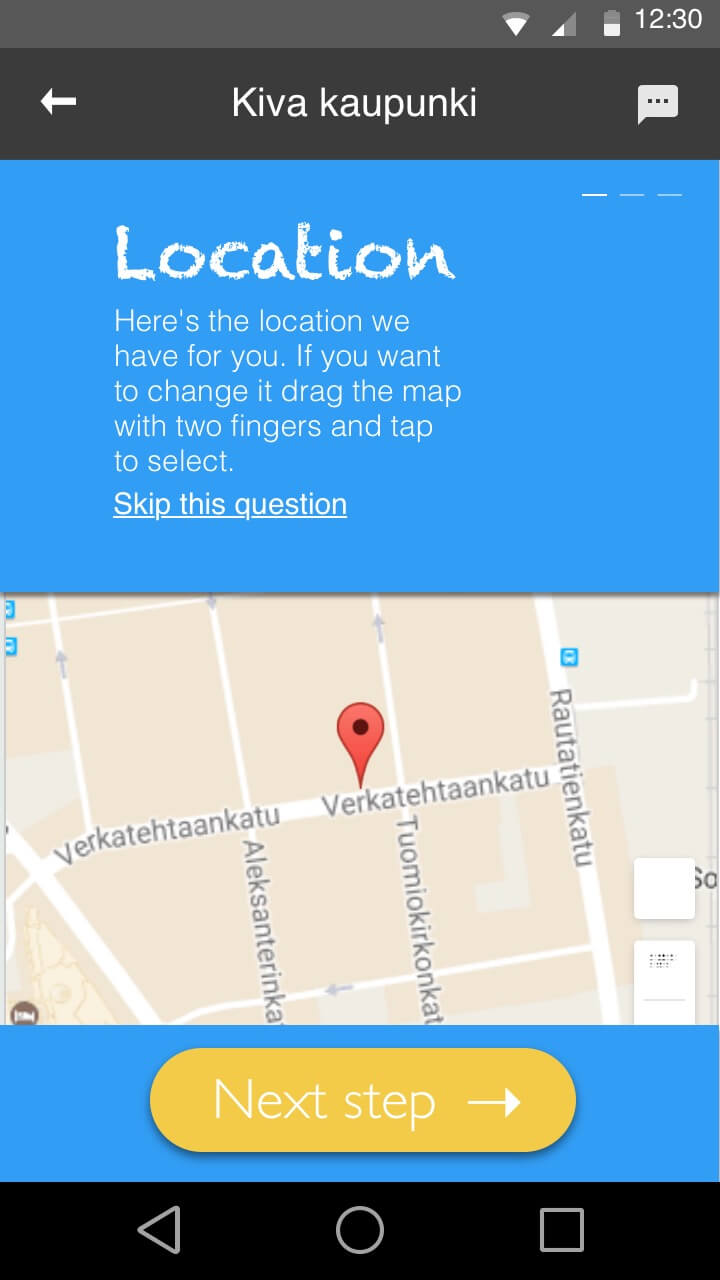 12:30
Kiva kaupunki
Location
Here's the location we
have for you. If you want
to change it drag the map
with two fingers and tap
to select.
Skip this question
Rautatienkatu
Verkatehtaankatu
Verkatehtaankatu
Aleksanterinka
Tuomiokirkonkat
So
Next step →